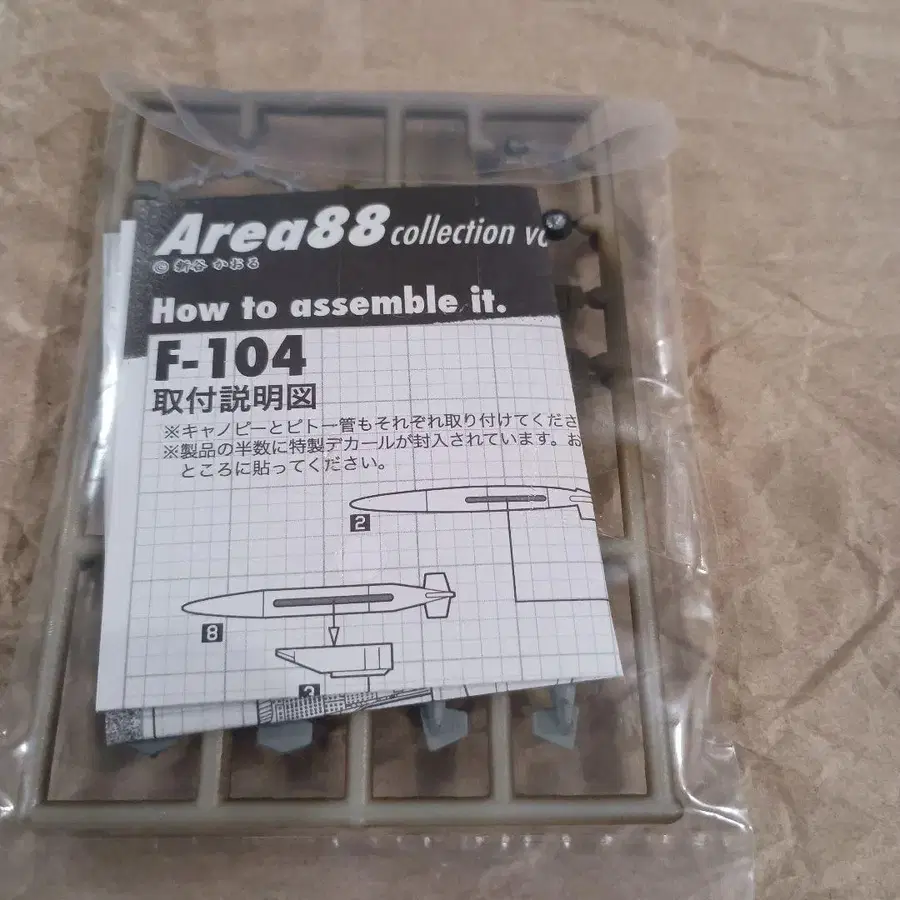 Area88 collection
© 新谷 かおる
How to assemble it.
F-104
取付説明図
※キャノピーとピトー管もそれぞれ取り付けてくださ
※製品の半数に特製デカールが封入されています。お
ところに貼ってください。
2
8
3